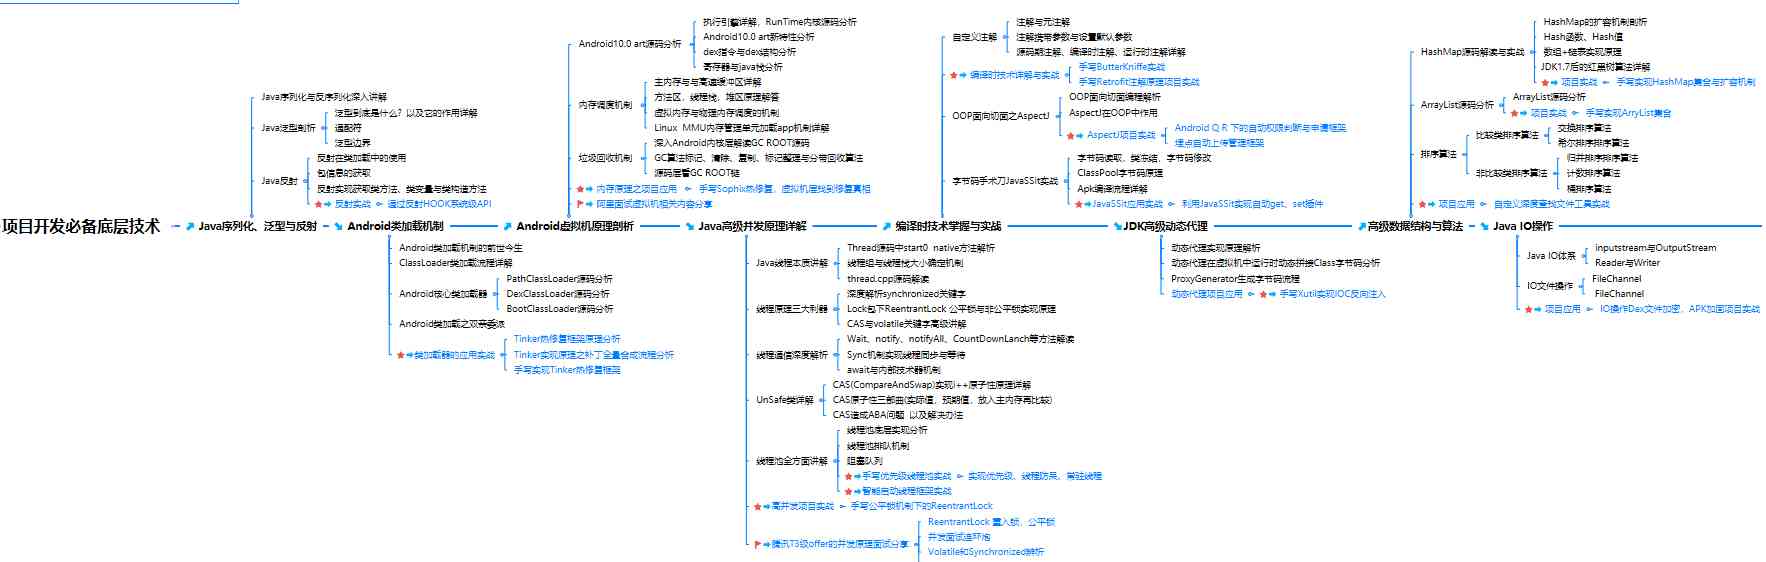 项目开发必备底层技术
Java序列化、泛型与反射
Java序列化与反序列化深入讲解
Java泛型剖析
泛型到底是什么？以及它的作用详解
通配符
泛型边界
Java反射
反射在类加载中的使用
包信息的获取
反射实现获取类方法、类变量与类构造方法
反射实战
通过反射HOOK系统级API
Android类加载机制
Android类加载机制的前世今生
ClassLoader类加载流程详解
Android核心类加载器
PathClassLoader源码分析
DexClassLoader源码分析
BootClassLoader源码分析
Android类加载之双亲委派
类加载器的应用实战
Tinker热修复框架原理分析
Tinker实现原理之补丁全量合成流程分析
手写实现Tinker热修复框架
Android虚拟机原理剖析
Android10.0 art源码分析
执行引擎详解，RunTime内核源码分析
Android10.0 art新特性分析
dex指令与dex结构分析
寄存器与java栈分析
内存调度机制
主内存与与高速缓冲区详解
方法区，线程栈，堆区原理解答
虚拟内存与物理内存调度的机制
Linux MMU内存管理单元加载app机制详解
垃圾回收机制
深入Android内核层解读GC ROOT源码
GC算法标记、清除、复制、标记整理与分带回收算法
源码层看GC ROOT链
内存原理之项目应用
手写Sophix热修复，虚拟机层找到修复真相
阿里面试虚拟机相关内容分享
Java高级并发原理详解
Java线程本质讲解
Thread源码中start0 native方法解析
线程组与线程栈大小确定机制
thread.cpp源码解读
线程原理三大利器
深度解析synchronized关键字
Lock包下ReentrantLock 公平锁与非公平锁实现原理
CAS与volatile关键字高级讲解
线程通信深度解析
Wait、notify、notifyAll、CountDownLanch等方法解读
Sync机制实现线程同步与等待
await与内部技术器机制
UnSafe类详解
CAS(CompareAndSwap)实现i++原子性原理详解
CAS原子性三部曲(实际值，预期值，放入主内存再比较)
CAS造成ABA问题 以及解决办法
线程池全方面讲解
线程池底层实现分析
线程池排队机制
阻塞队列
手写优先级线程池实战
实现优先级、线程防呆、常驻线程
智能启动线程框架实战
高并发项目实战
手写公平锁机制下的ReentrantLock
腾讯T3级offer的并发原理面试分享
ReentrantLock 重入锁，公平锁
并发面试连环炮
Volatile和Synchronized辨析
编译时技术掌握与实战
自定义注解
注解与元注解
注解携带参数与设置默认参数
源码期注解、编译时注解、运行时注解详解
编译时技术详解与实战
手写ButterKniffe实战
手写Retrofit注解原理项目实战
OOP面向切面之AspectJ
OOP面向切面编程解析
AspectJ在OOP中作用
AspectJ项目实战
Android Q R 下的自动权限判断与申请框架
埋点自动上传管理框架
字节码手术刀JavaSSit实战
字节码读取，类冻结，字节码修改
ClassPool字节码原理
Apk编译流程详解
JavaSSit应用实战
利用JavaSSit实现自动get、set插件
JDK高级动态代理
动态代理实现原理解析
动态代理在虚拟机中运行时动态拼接Class字节码分析
ProxyGenerator生成字节码流程
动态代理项目应用
手写Xutil实现IOC反向注入
高级数据结构与算法
HashMap源码解读与实战
HashMap的扩容机制剖析
Hash函数、Hash值
数组+链表实现原理
JDK1.7后的红黑树算法详解
项目实战
手写实现HashMap集合与扩容机制
ArrayList源码分析
ArrayList源码分析
项目实战
手写实现ArryList集合
排序算法
比较类排序算法
交换排序算法
希尔排序排序算法
非比较类排序算法
归并排序排序算法
计数排序算法
桶排序算法
项目应用
自定义深度查找文件工具实战
Java IO操作
Java IO体系
Inputstream与OutputStream
Reader与Writer
IO文件操作
FileChannel
FileChannel
项目应用
IO操作Dex文件加密，APK加固项目实战